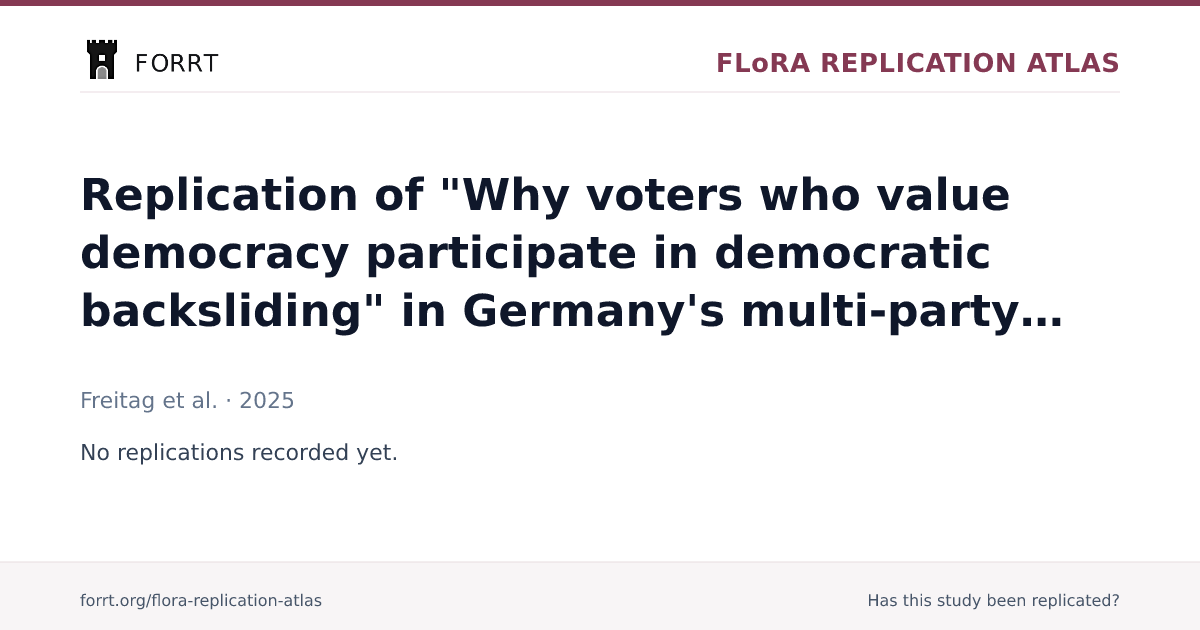 FORRT
FLoRA REPLICATION ATLAS
Replication of "Why voters who value
democracy participate in democratic
backsliding" in Germany's multi-party…
Freitag et al. · 2025
No replications recorded yet.
forrt.org/flora-replication-atlas
Has this study been replicated?